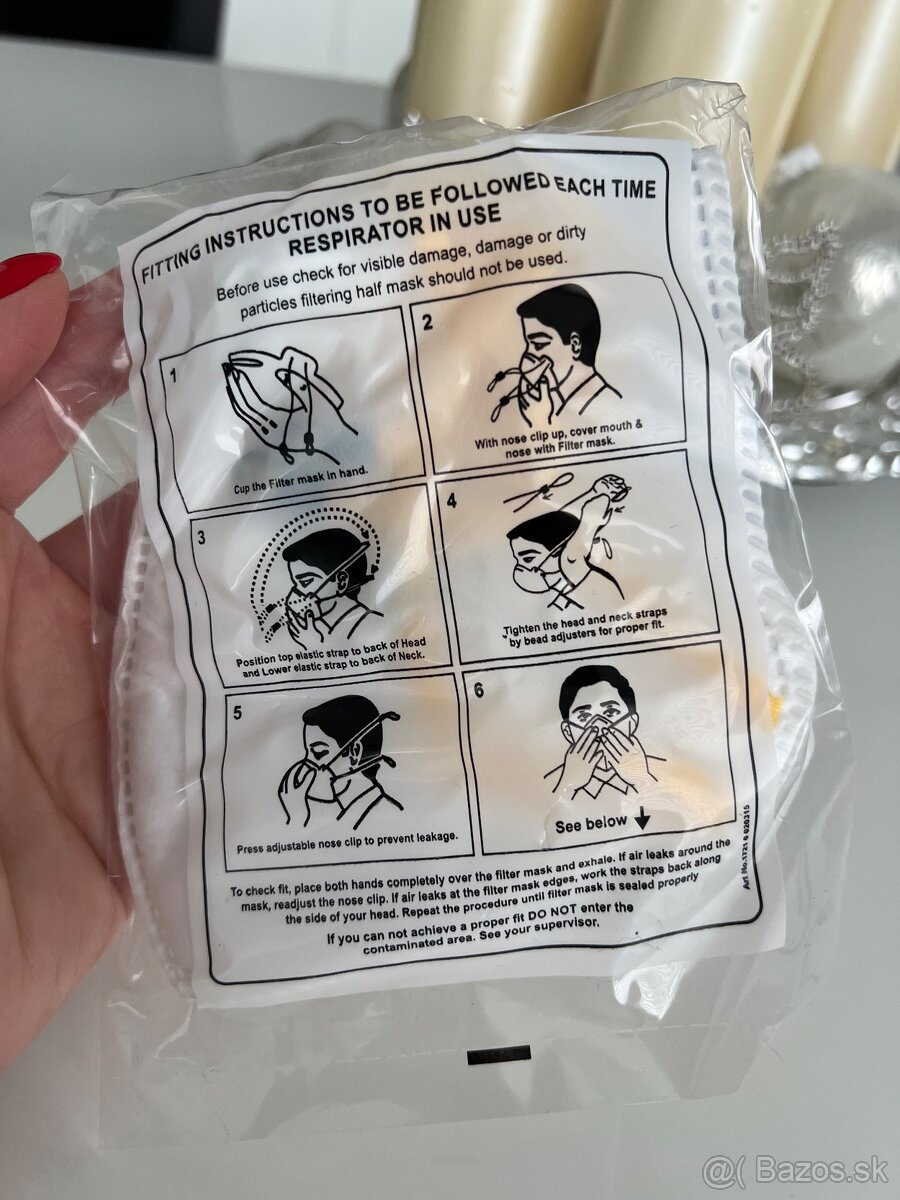 FITTING INSTRUCTIONS TO BE FOLLOWED EACH TIME
RESPIRATOR IN USE
Before use check for visible damage, damage or dirty
particles filtering half mask should not be used.
1
Cup the Filter mask in hand.
2
With nose clip up, cover mouth &
nose with Filter mask.
3
Position top elastic strap to back of Head
and Lower elastic strap to back of Neck.
4
Tighten the head and neck straps
by bead adjusters for proper fit.
5
Press adjustable nose clip to prevent leakage.
6
See below
To check fit, place both hands completely over the filter mask and exhale. If air leaks around the
mask, readjust the nose clip. If air leaks at the filter mask edges, work the straps back along
the side of your head. Repeat the procedure until filter mask is sealed properly
If you can not achieve a proper fit DO NOT enter the
contaminated area. See your supervisor.
Art No.1721 0 020315
@( Bazos.sk